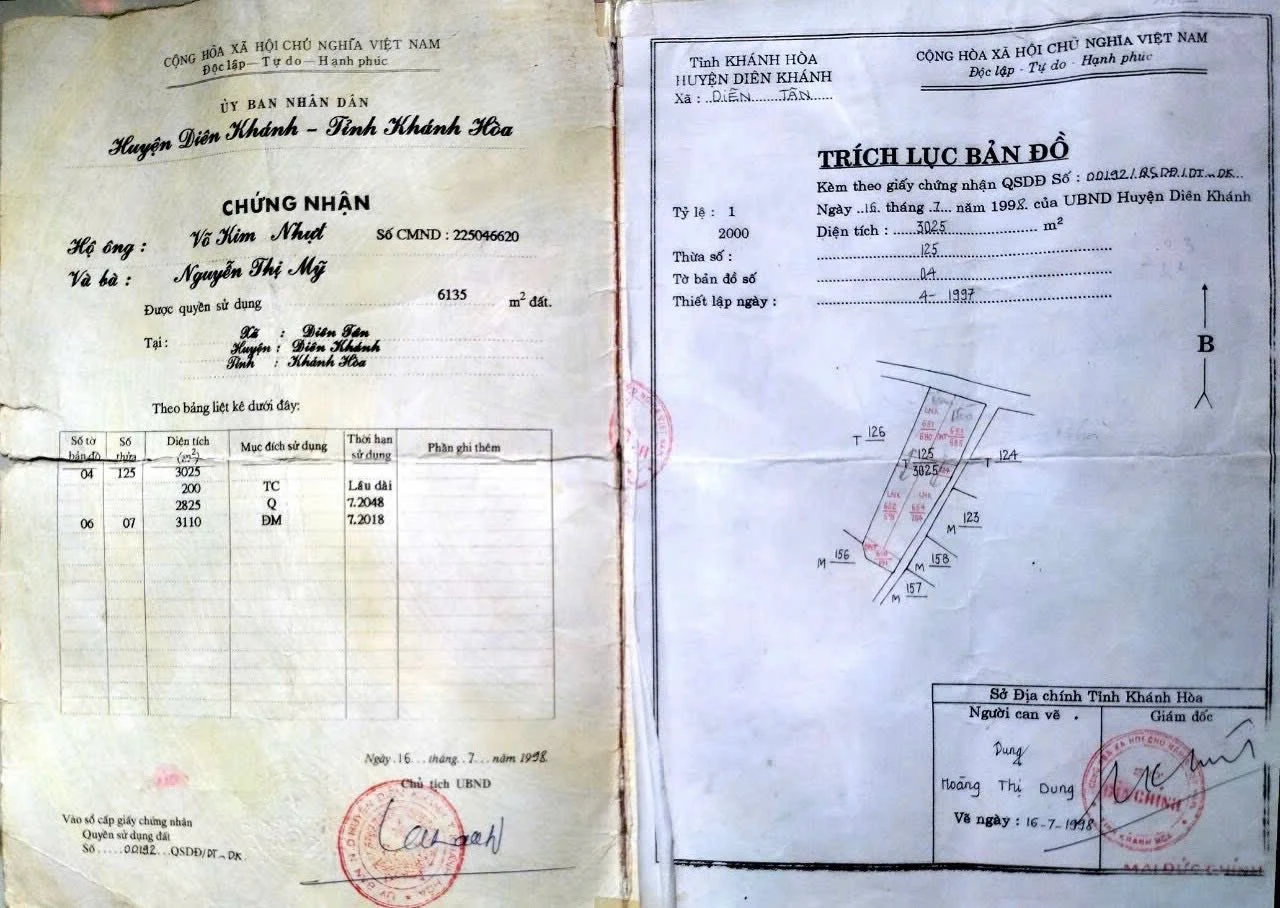 CỘNG HÒA XÃ HỘI CHỦ NGHĨA VIỆT NAM
Độc lập — Tự do — Hạnh phúc
ỦY BAN NHÂN DÂN
Huyện Diên Khánh – Tỉnh Khánh Hòa
CHỨNG NHẬN
Hộ ông : Võ Kim Nhựt Số CMND : 225046620
Và bà : Nguyễn Thị Mỹ
Được quyền sử dụng 6135 m² đất.
Tại : Xã : Diên Tân
Huyện : Diên Khánh
Tỉnh : Khánh Hòa
Theo bảng liệt kê dưới đây:
Số tờ bản đồ Số thửa Diện tích (m²) Mục đích sử dụng Thời hạn sử dụng Phần ghi thêm
04 125 3025
200 TC Lâu dài
2825 Q 7.2048
06 07 3110 ĐM 7.2018
Ngày 16 tháng 7 năm 1998
Chủ tịch UBND
Vào sổ cấp giấy chứng nhận
Quyền sử dụng đất
Số.....00192...QSDĐ/DT-DK
Tỉnh KHÁNH HÒA
HUYỆN DIÊN KHÁNH
Xã : DIÊN TÂN
CỘNG HÒA XÃ HỘI CHỦ NGHĨA VIỆT NAM
Độc lập - Tự do - Hạnh phúc
TRÍCH LỤC BẢN ĐỒ
Kèm theo giấy chứng nhận QSDĐ Số : 00192/QSDĐ/DT-DK
Ngày 16 tháng 7 năm 1998 của UBND Huyện Diên Khánh
Tỷ lệ : 1
2000
Diện tích : 3025 m²
Thửa số : 125
Tờ bản đồ số 04
Thiết lập ngày : 4- 1997
B
T 126
T 125
3025
T 124
M 123
M 156
M 158
M 157
Sở Địa chính Tỉnh Khánh Hòa
Người can vẽ
Giám đốc
Dung
Hoàng Thị Dung
Vẽ ngày : 16-7-1998
ĐỊA CHÍNH
MAI ĐỨC CHÍNH